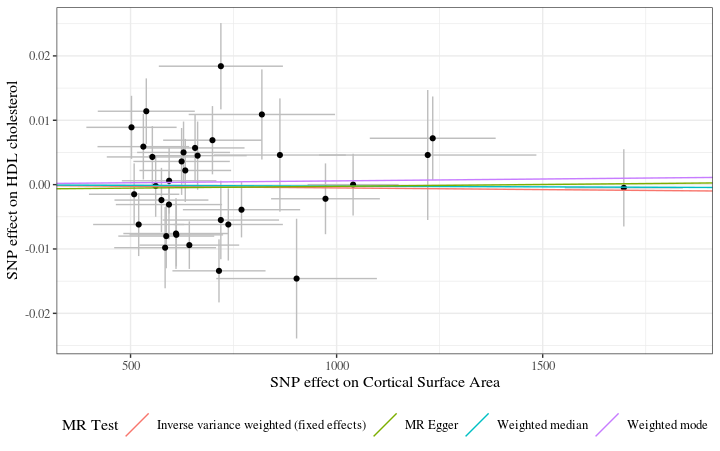 0.02
0.01
0.00
-0.01
-0.02
SNP effect on HDL cholesterol
500 1000 1500
SNP effect on Cortical Surface Area
MR Test Inverse variance weighted (fixed effects) MR Egger Weighted median Weighted mode